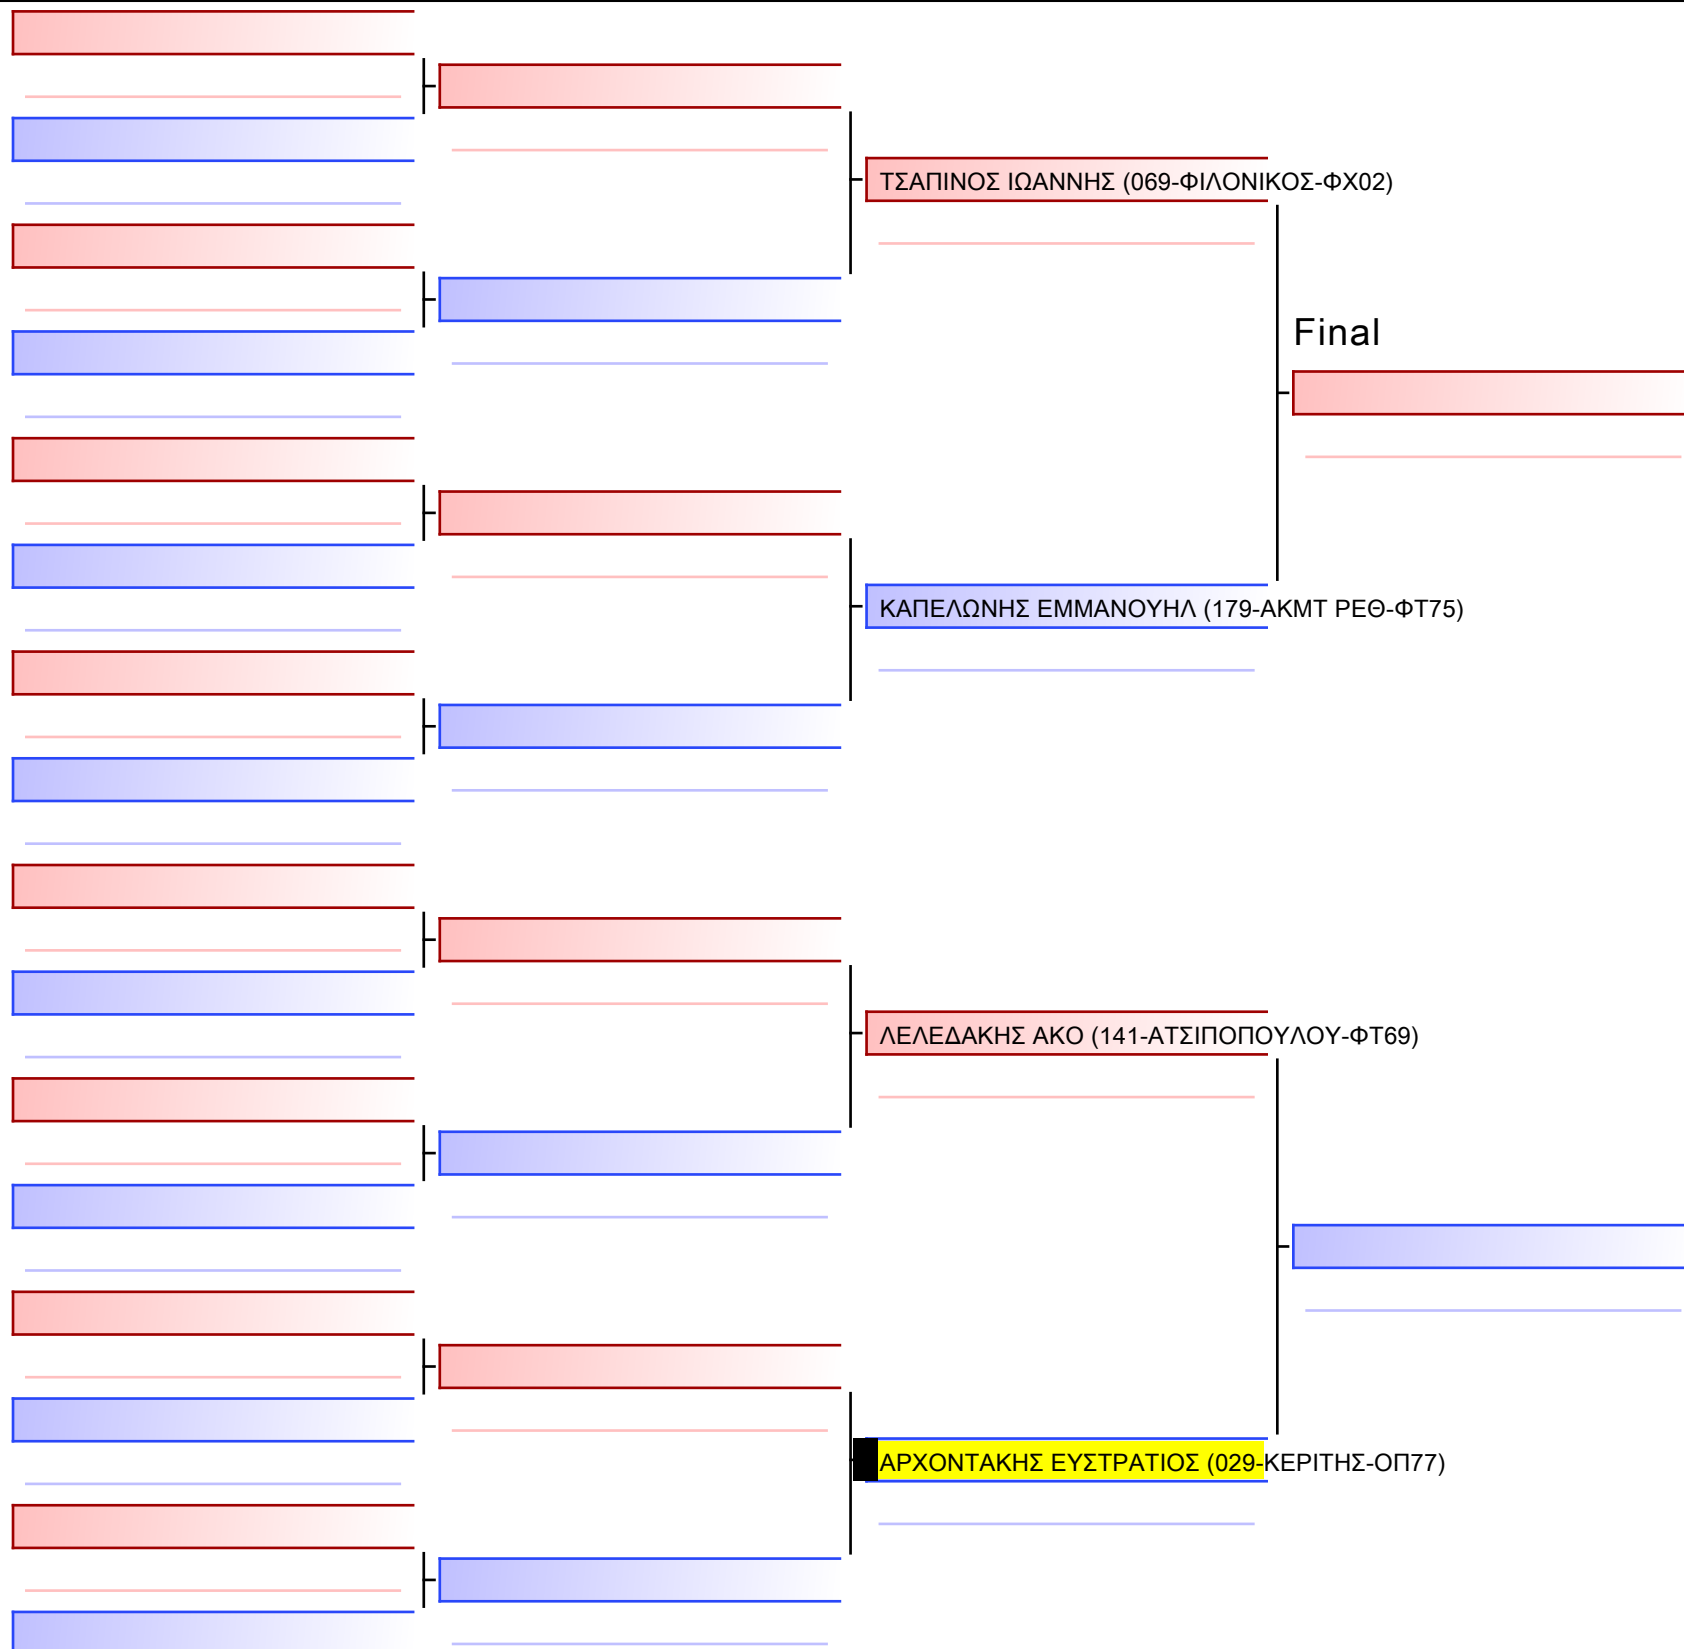 ΤΣΑΠΙΝΟΣ ΙΩΑΝΝΗΣ (069-ΦΙΛΟΝΙΚΟΣ-ΦΧ02)
Final
ΚΑΠΕΛΩΝΗΣ ΕΜΜΑΝΟΥΗΛ (179-ΑΚΜΤ ΡΕΘ-ΦΤ75)
ΛΕΛΕΔΑΚΗΣ ΑΚΟ (141-ΑΤΣΙΠΟΠΟΥΛΟΥ-ΦΤ69)
ΑΡΧΟΝΤΑΚΗΣ ΕΥΣΤΡΑΤΙΟΣ (029-ΚΕΡΙΤΗΣ-ΟΠ77)